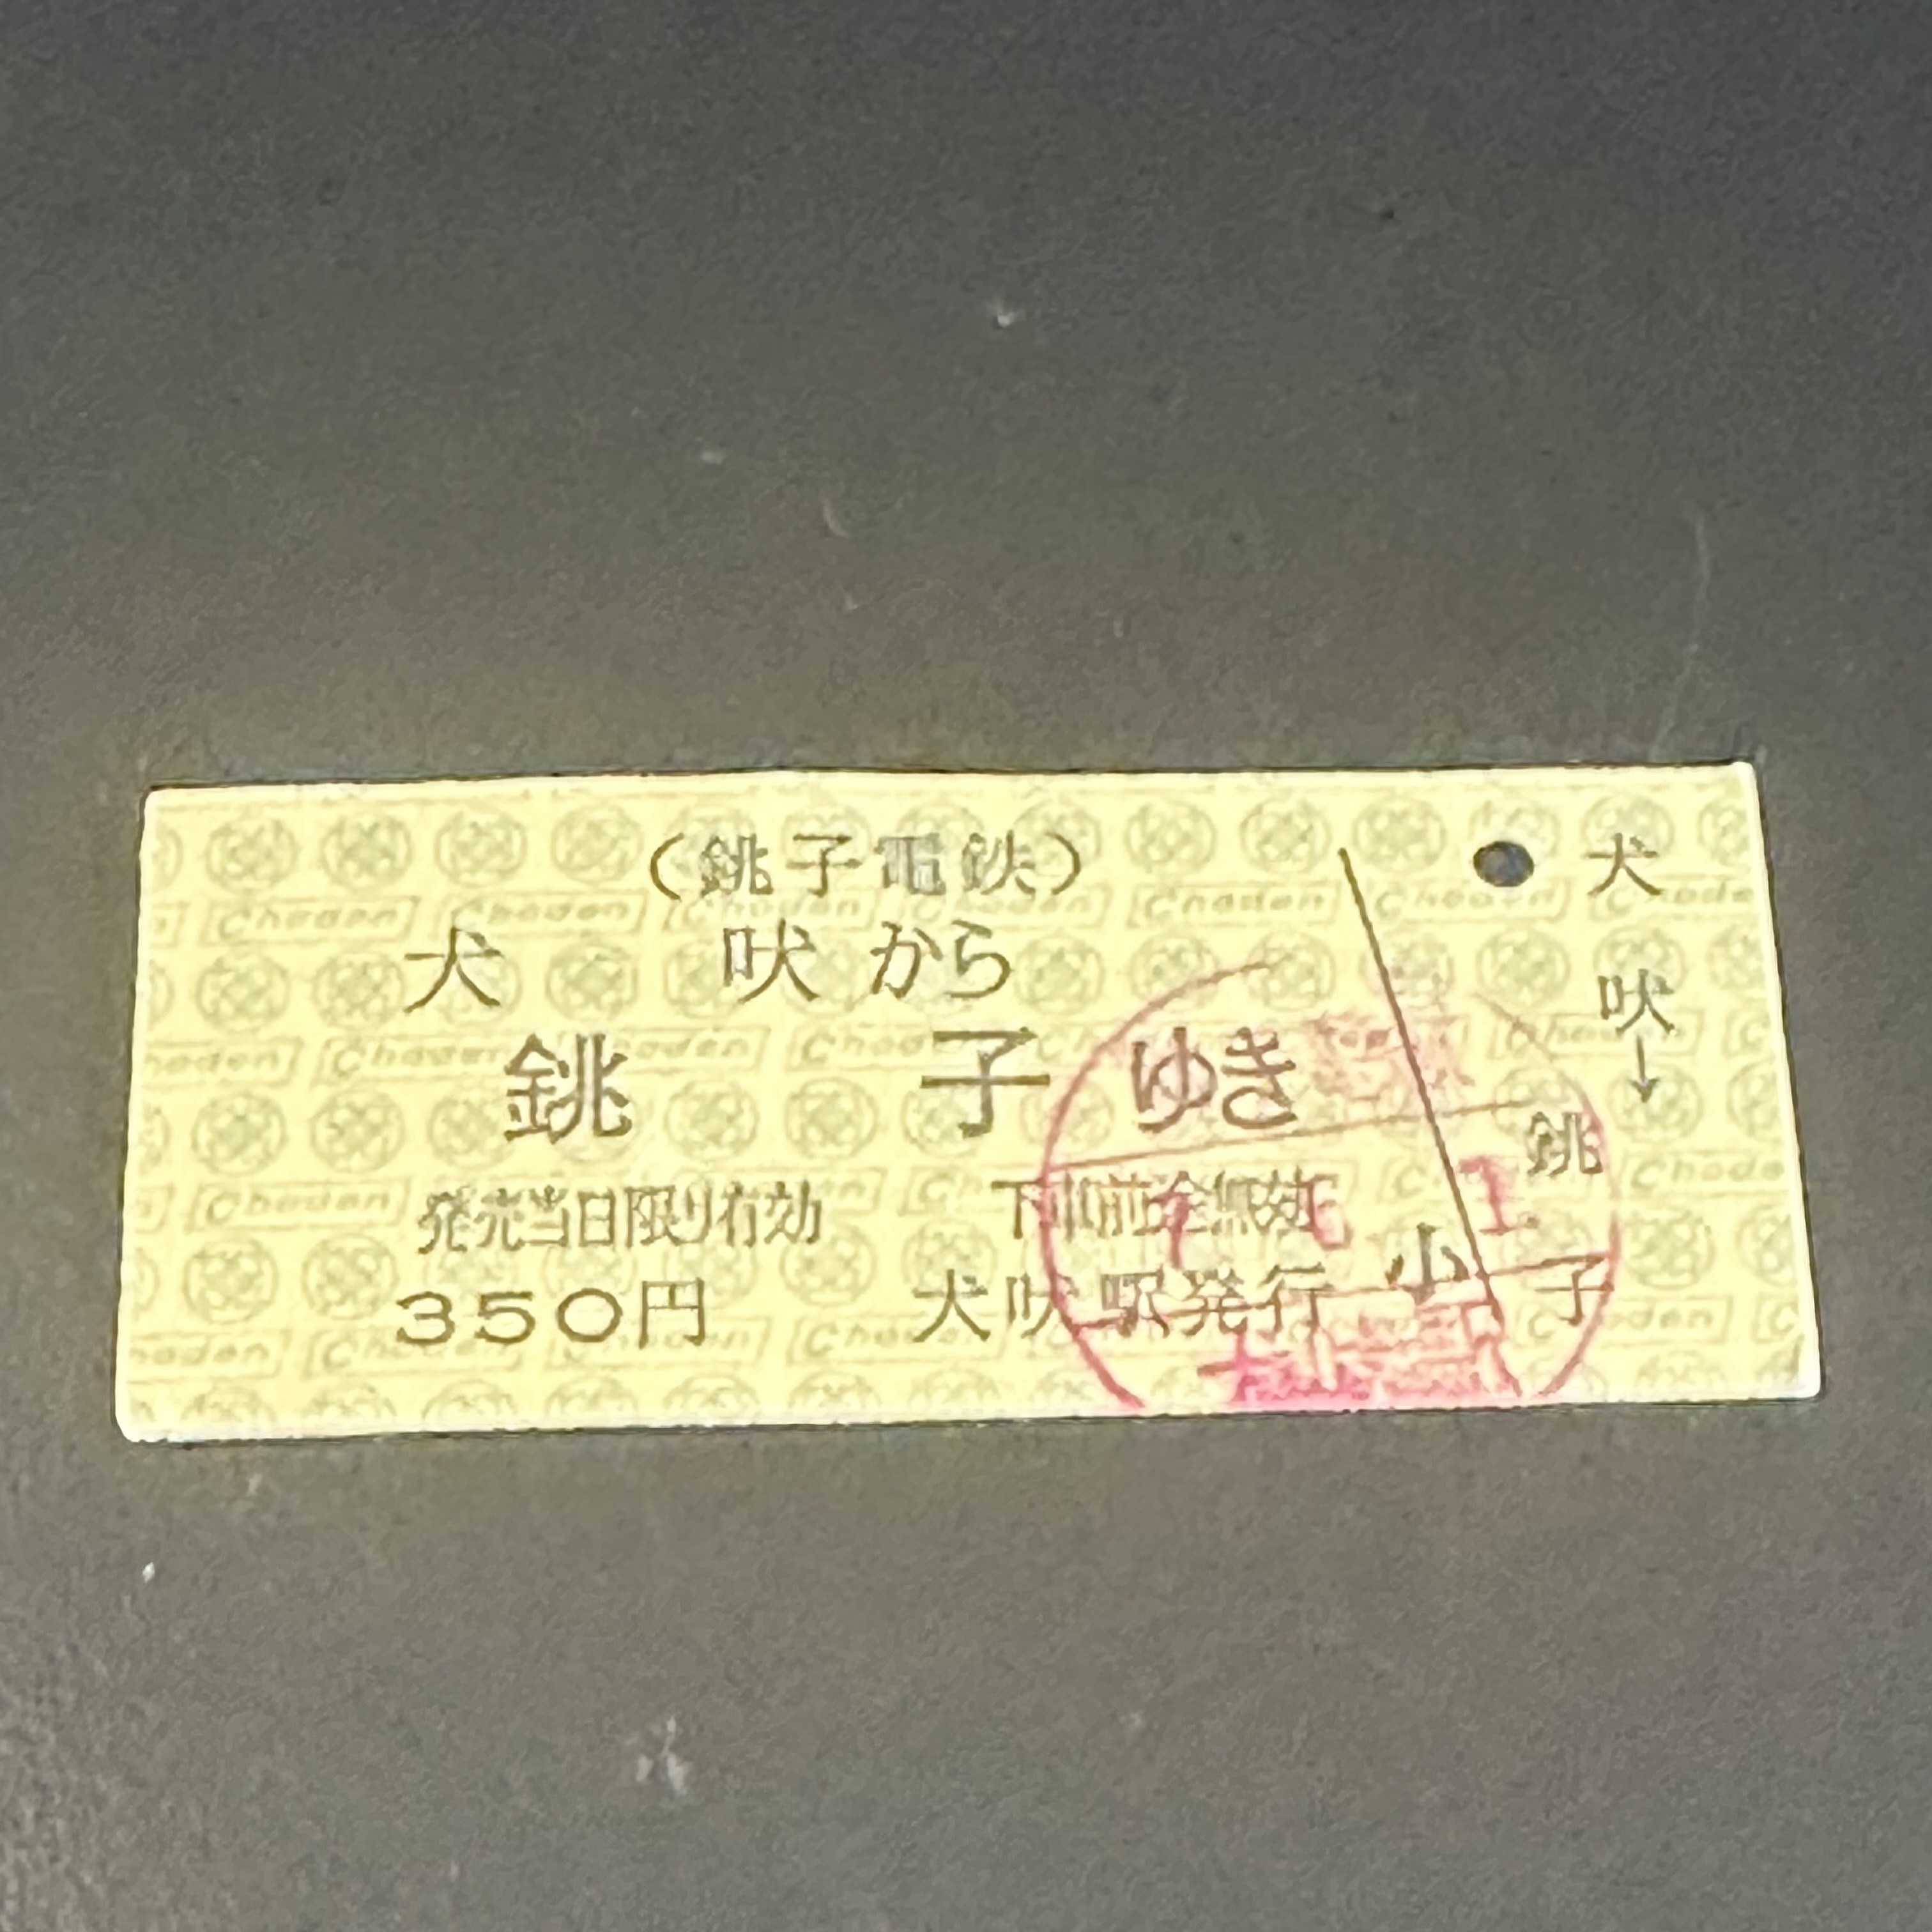 (銚子電鉄)
犬吠から
銚子ゆき
発売当日限り有効
下車前途無効
350円
犬吠駅発行
小
犬吠→銚子
Choden